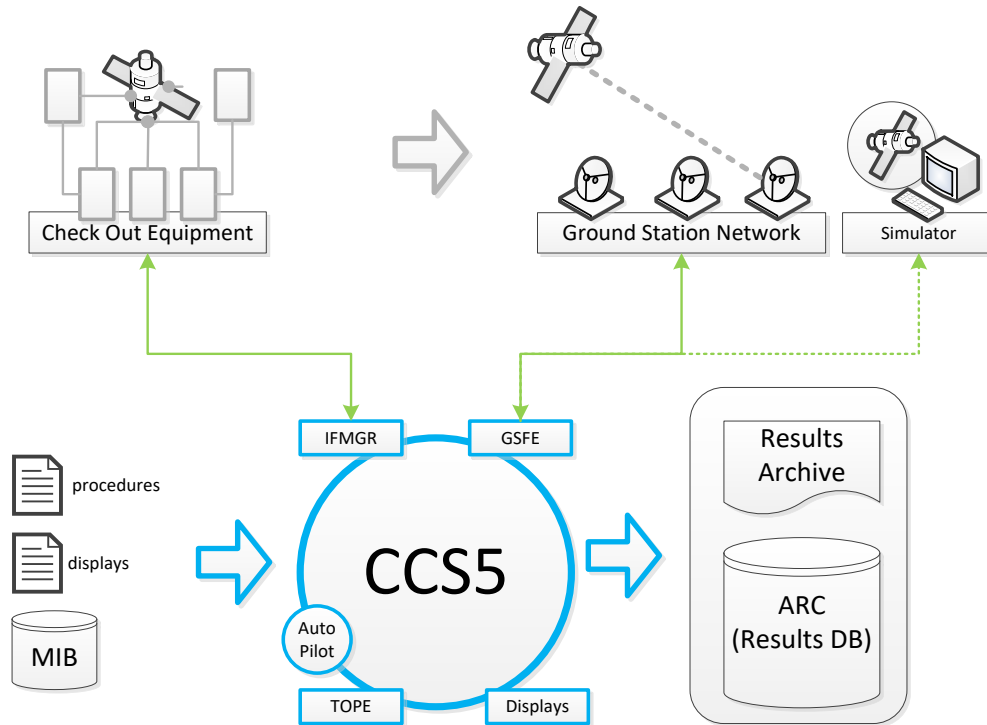 Check Out Equipment
Ground Station Network
Simulator
IFMGR
GSFE
Results
Archive
procedures
displays
CCS5
ARC
(Results DB)
Auto
Pilot
MIB
TOPE
Displays